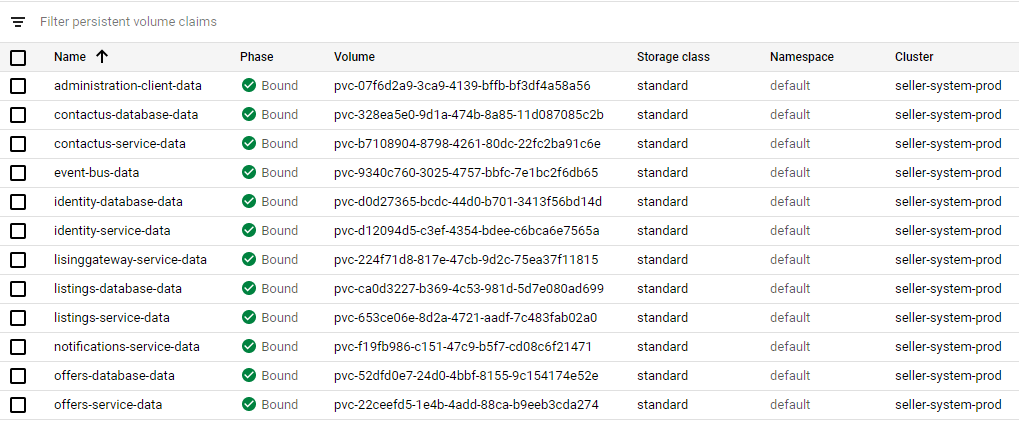 Filter persistent volume claims
Name Phase Volume Storage class Namespace Cluster
administration-client-data Bound pvc-07f6d2a9-3ca9-4139-bffb-bf3df4a58a56 standard default seller-system-prod
contactus-database-data Bound pvc-328ea5e0-9d1a-474b-8a85-11d087085c2b standard default seller-system-prod
contactus-service-data Bound pvc-b7108904-8798-4261-80dc-22fc2ba91c6e standard default seller-system-prod
event-bus-data Bound pvc-9340c760-3025-4757-bbfc-7e1bc2f6db65 standard default seller-system-prod
identity-database-data Bound pvc-d0d27365-bcdc-44d0-b701-3413f56bd14d standard default seller-system-prod
identity-service-data Bound pvc-d12094d5-c3ef-4354-bdee-c6bca6e7565a standard default seller-system-prod
lisinggateway-service-data Bound pvc-224f71d8-817e-47cb-9d2c-75ea37f11815 standard default seller-system-prod
listings-database-data Bound pvc-ca0d3227-b369-4c53-981d-5d7e080ad699 standard default seller-system-prod
listings-service-data Bound pvc-653ce06e-8d2a-4721-aadf-7c483fab02a0 standard default seller-system-prod
notifications-service-data Bound pvc-f19fb986-c151-47c9-b5f7-cd08c6f21471 standard default seller-system-prod
offers-database-data Bound pvc-52dfd0e7-24d0-4bbf-8155-9c154174e52e standard default seller-system-prod
offers-service-data Bound pvc-22ceefd5-1e4b-4add-88ca-b9eeb3cda274 standard default seller-system-prod